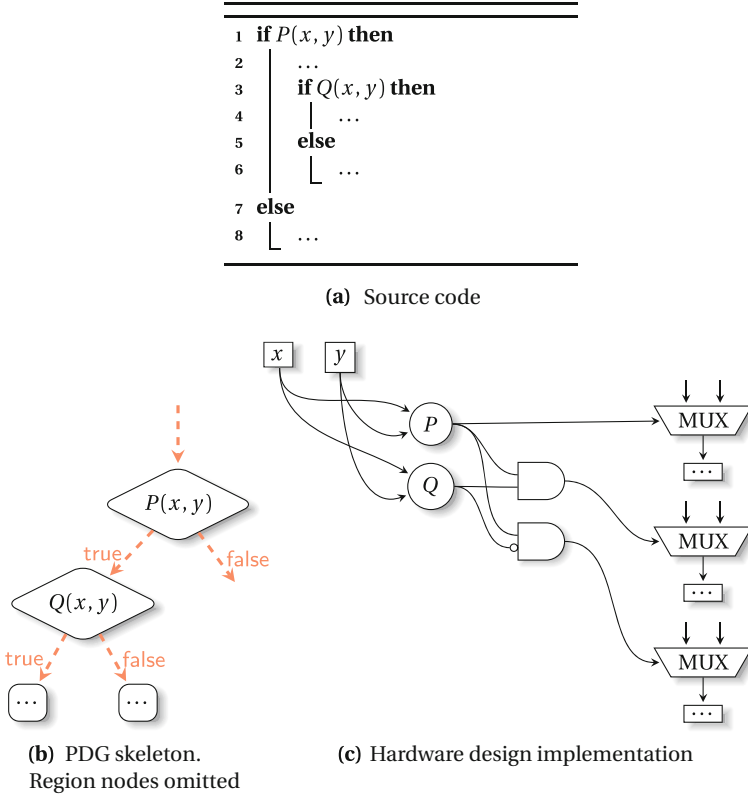 1 if P(x, y) then
2 ...
3 if Q(x, y) then
4 ...
5 else
6 ...
7 else
8 ...
(a) Source code
x y
P
Q
MUX
...
MUX
...
MUX
...
P(x, y)
true false
Q(x, y)
true false
... ...
(b) PDG skeleton.
Region nodes omitted
(c) Hardware design implementation